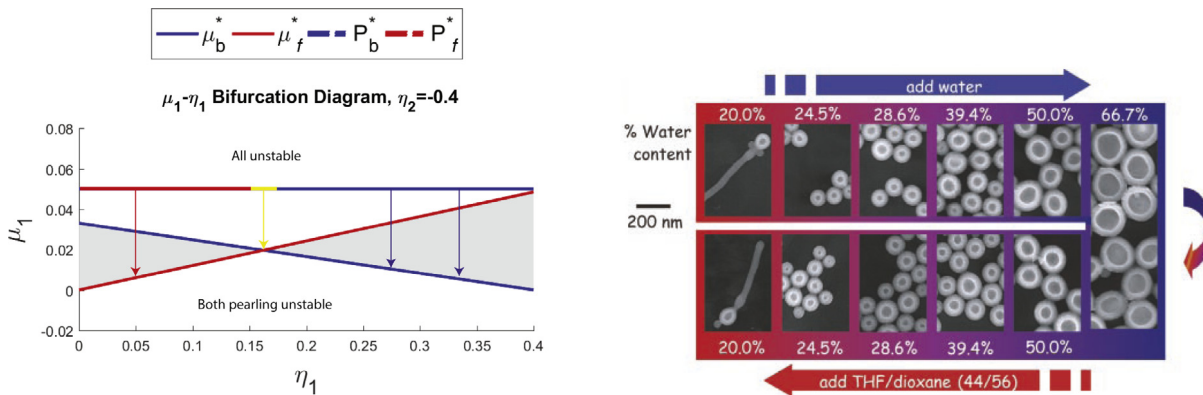 μ*b μ*f P*b P*f
μ1-η1 Bifurcation Diagram, η2=-0.4
0.08
0.06
0.04
0.02
0
-0.02
μ1
All unstable
Both pearling unstable
0 0.05 0.1 0.15 0.2 0.25 0.3 0.35 0.4
η1
add water
20.0% 24.5% 28.6% 39.4% 50.0% 66.7%
% Water
content
200 nm
20.0% 24.5% 28.6% 39.4% 50.0%
add THF/dioxane (44/56)